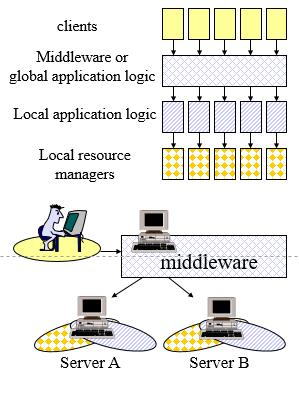 clients
Middleware or
global application logic
Local application logic
Local resource
managers
middleware
Server A
Server B